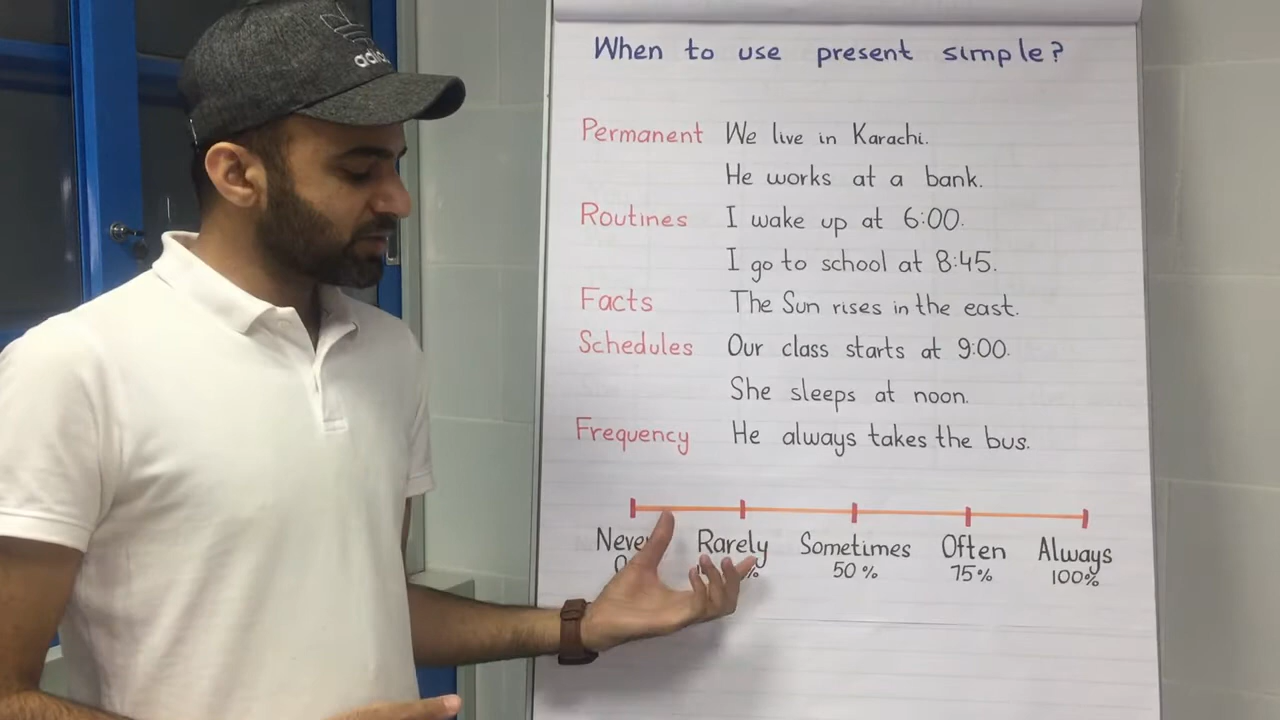 adidas
When to use present simple?
Permanent We live in Karachi.
He works at a bank.
Routines I wake up at 6:00.
I go to school at 8:45.
Facts The Sun rises in the east.
Schedules Our class starts at 9:00.
She sleeps at noon.
Frequency He always takes the bus.
Rarely Sometimes Often Always
50% 75% 100%